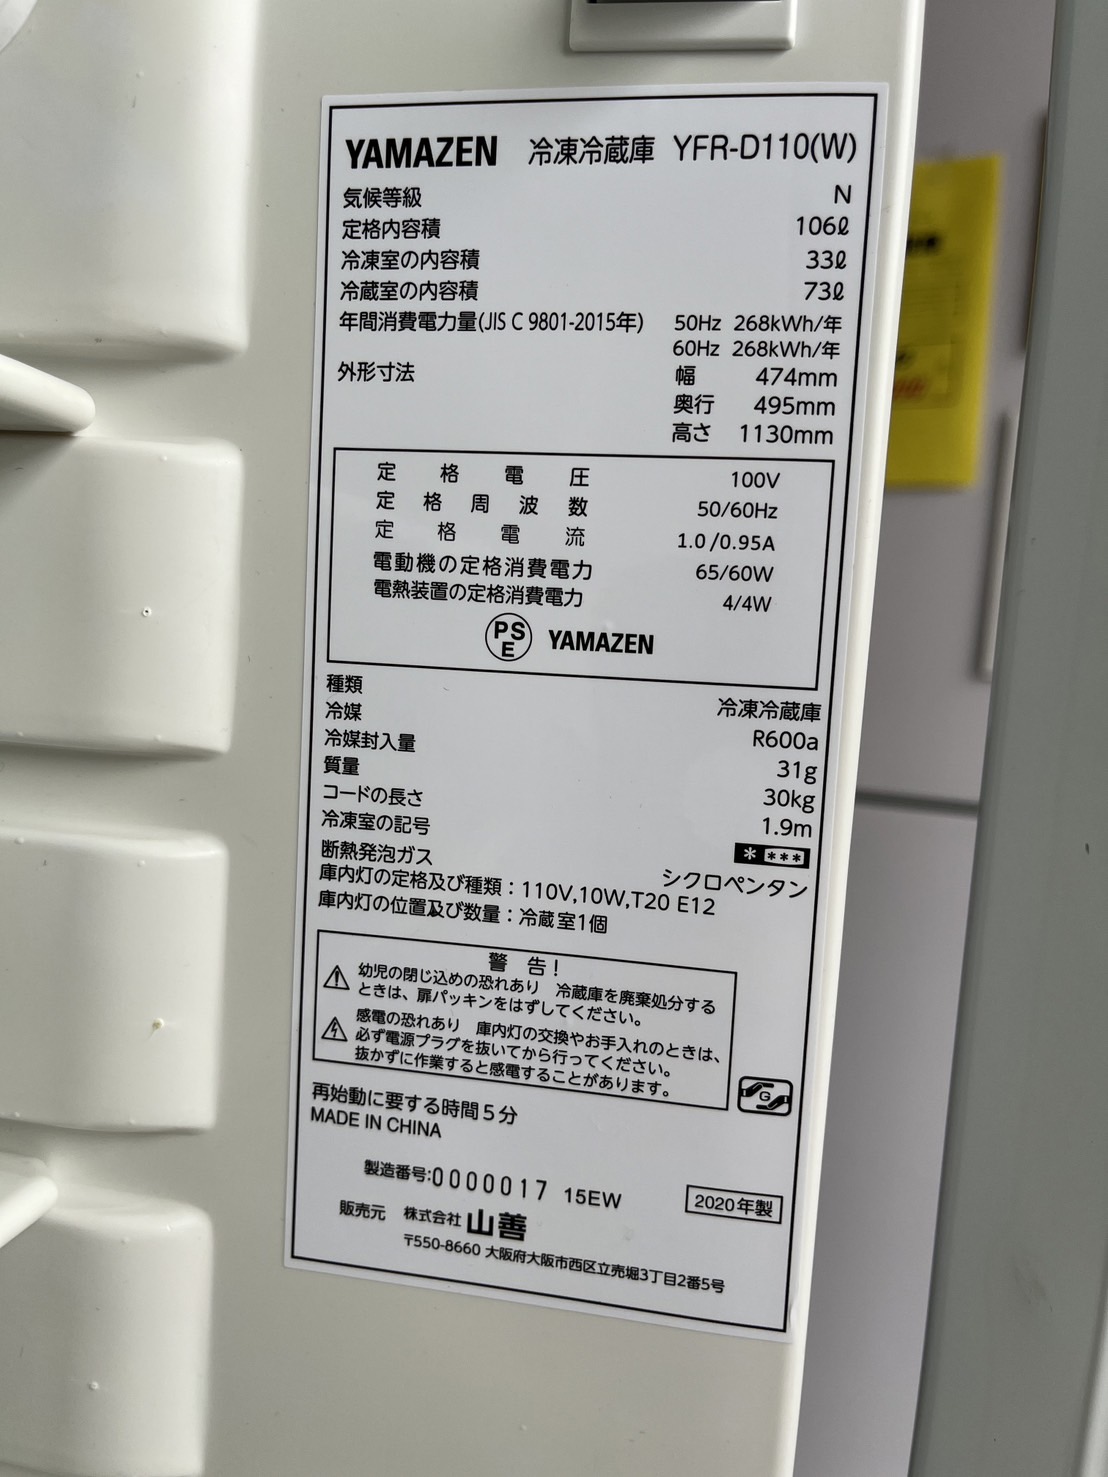 YAMAZEN 冷凍冷蔵庫 YFR-D110(W)
気候等級 N
定格内容積 106ℓ
冷凍室の内容積 33ℓ
冷蔵室の内容積 73ℓ
年間消費電力量(JIS C 9801-2015年) 50Hz 268kWh/年
60Hz 268kWh/年
外形寸法 幅 474mm
奥行 495mm
高さ 1130mm
定格電圧 100V
定格周波数 50/60Hz
定格電流 1.0/0.95A
電動機の定格消費電力 65/60W
電熱装置の定格消費電力 4/4W
PSE YAMAZEN
種類 冷凍冷蔵庫
冷媒 R600a
冷媒封入量 31g
質量 30kg
コードの長さ 1.9m
冷凍室の記号 * ***
断熱発泡ガス シクロペンタン
庫内灯の定格及び種類：110V,10W,T20 E12
庫内灯の位置及び数量：冷蔵室1個
警告!
幼児の閉じ込めの恐れあり 冷蔵庫を廃棄処分する
ときは、扉パッキンをはずしてください。
感電の恐れあり 庫内灯の交換やお手入れのときは、
必ず電源プラグを抜いてから行ってください。
抜かずに作業すると感電することがあります。
G
再始動に要する時間5分
MADE IN CHINA
製造番号:0000017 15EW 2020年製
販売元 株式会社 山善
〒550-8660 大阪府大阪市西区立売堀3丁目2番5号